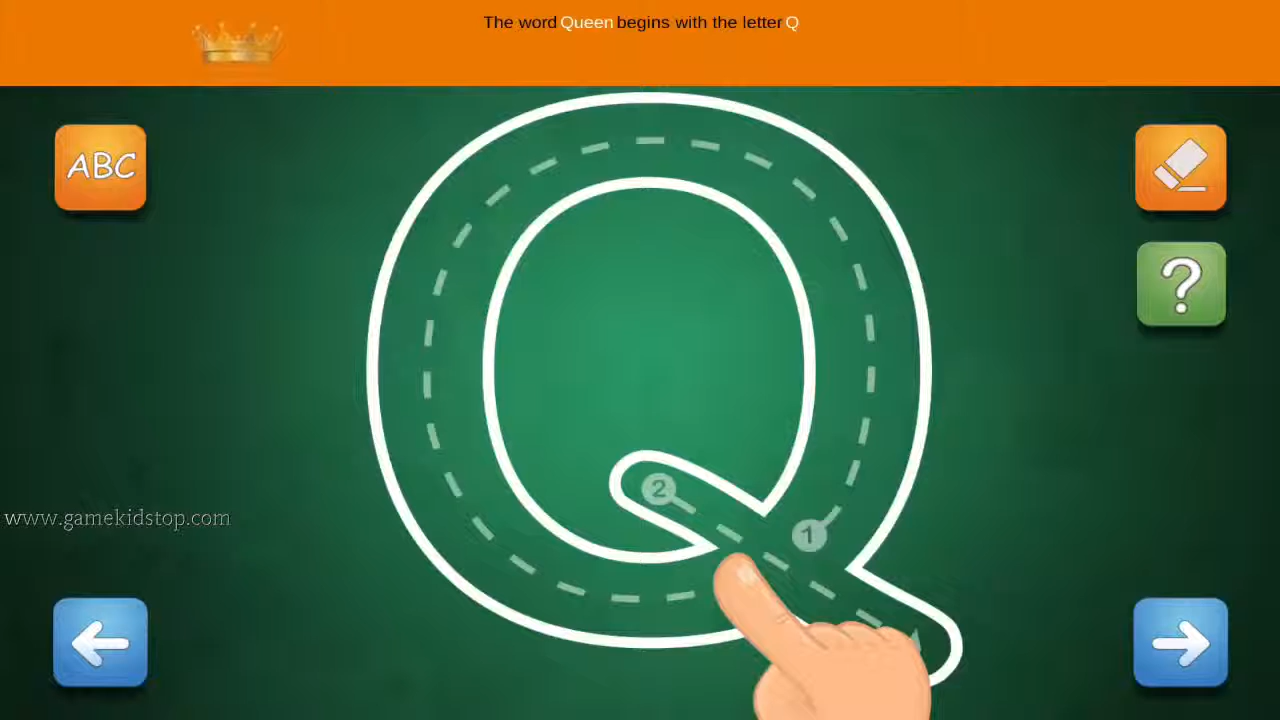 The word Queen begins with the letter Q
ABC
Q
?
2
1
www.gamekidstop.com